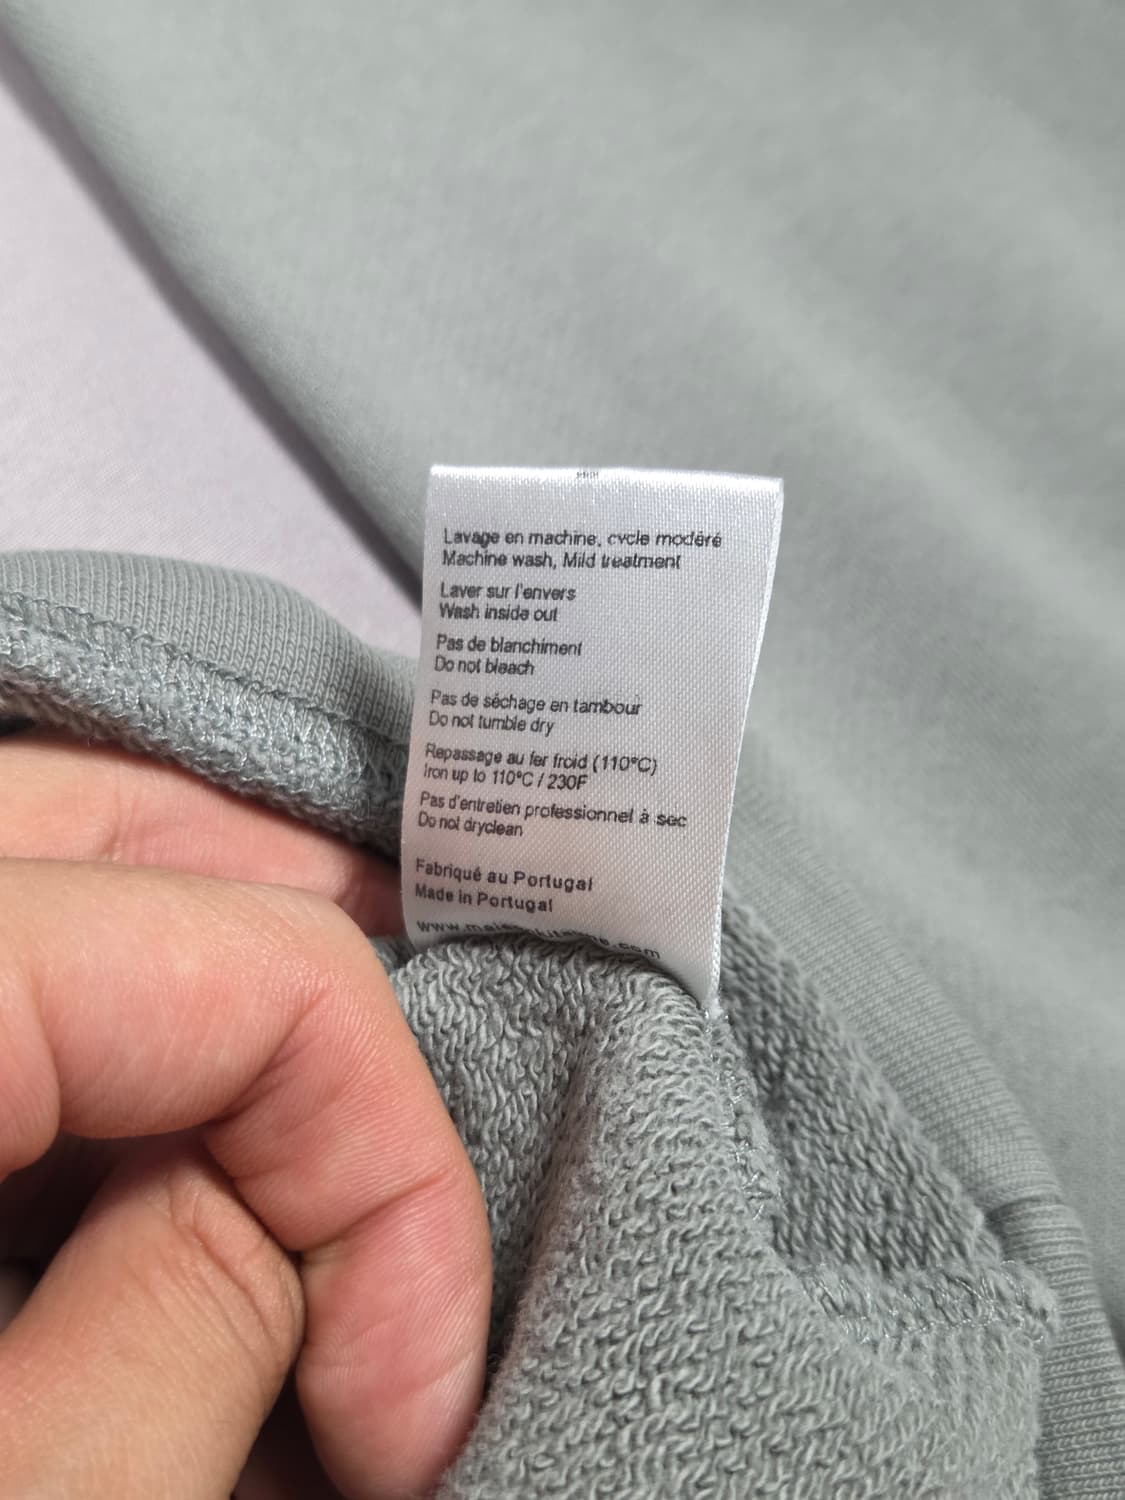 Lavage en machine, cycle modéré
Machine wash, Mild treatment
Laver sur l'envers
Wash inside out
Pas de blanchiment
Do not bleach
Pas de séchage en tambour
Do not tumble dry
Repassage au fer froid (110°C)
Iron up to 110°C / 230F
Pas d'entretien professionnel à sec
Do not dryclean
Fabriqué au Portugal
Made in Portugal